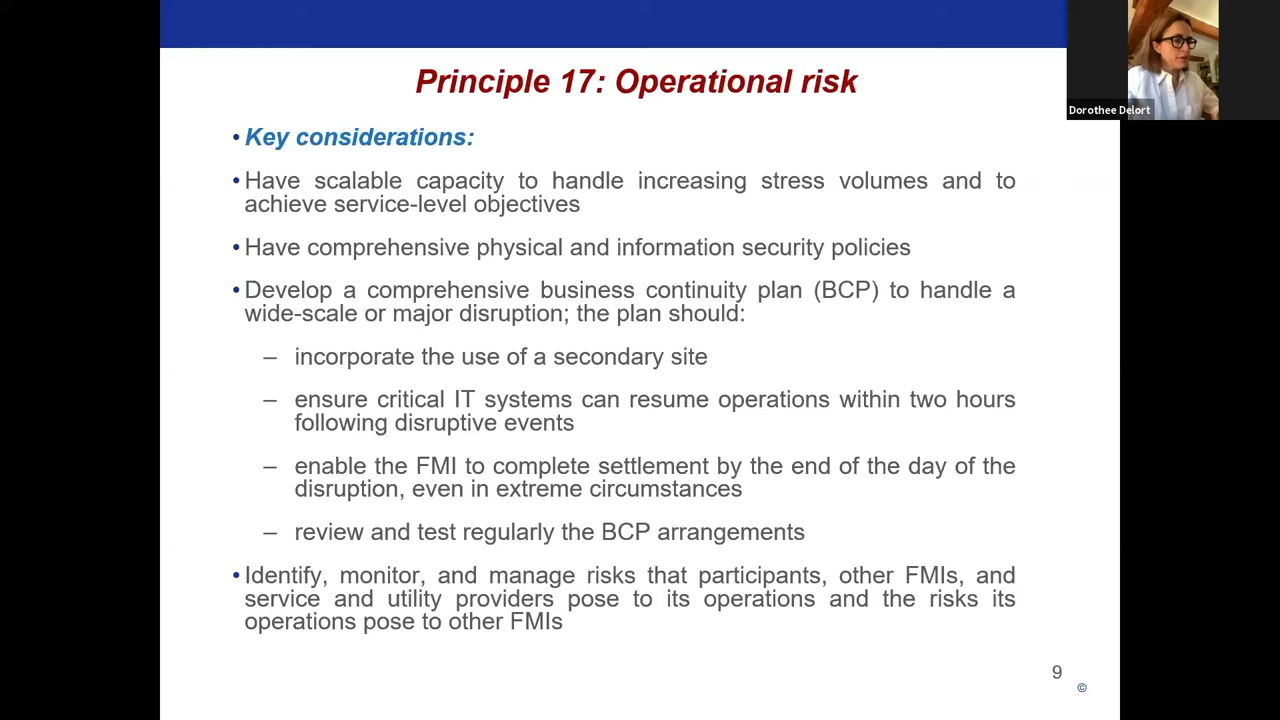 Principle 17: Operational risk
Dorothee Delort
• Key considerations:
• Have scalable capacity to handle increasing stress volumes and to
achieve service-level objectives
• Have comprehensive physical and information security policies
• Develop a comprehensive business continuity plan (BCP) to handle a
wide-scale or major disruption; the plan should:
– incorporate the use of a secondary site
– ensure critical IT systems can resume operations within two hours
following disruptive events
– enable the FMI to complete settlement by the end of the day of the
disruption, even in extreme circumstances
– review and test regularly the BCP arrangements
• Identify, monitor, and manage risks that participants, other FMIs, and
service and utility providers pose to its operations and the risks its
operations pose to other FMIs
9
©